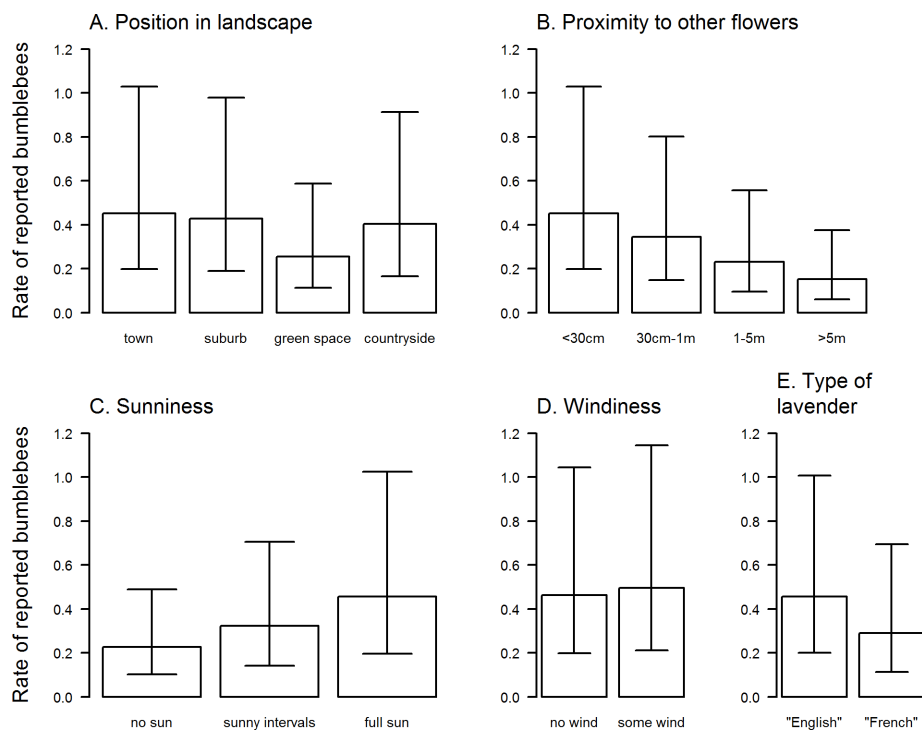 A. Position in landscape
Rate of reported bumblebees
1.2
1.0
0.8
0.6
0.4
0.2
0.0
town suburb green space countryside
B. Proximity to other flowers
1.2
1.0
0.8
0.6
0.4
0.2
0.0
<30cm 30cm-1m 1-5m >5m
C. Sunniness
Rate of reported bumblebees
1.2
1.0
0.8
0.6
0.4
0.2
0.0
no sun sunny intervals full sun
D. Windiness
1.2
1.0
0.8
0.6
0.4
0.2
0.0
no wind some wind
E. Type of
lavender
1.2
1.0
0.8
0.6
0.4
0.2
0.0
"English" "French"